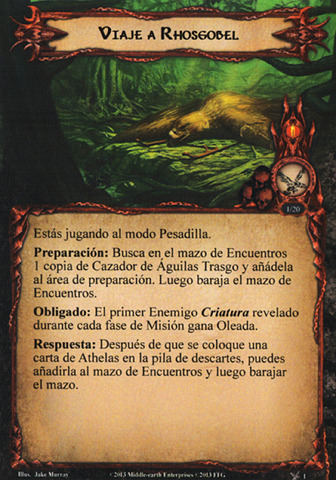 Viaje a Rhosgobel
1/20
Estás jugando al modo Pesadilla.
Preparación: Busca en el mazo de Encuentros
1 copia de Cazador de Águilas Trasgo y añádela
al área de preparación. Luego baraja el mazo de
Encuentros.
Obligado: El primer Enemigo Criatura revelado
durante cada fase de Misión gana Oleada.
Respuesta: Después de que se coloque una
carta de Athelas en la pila de descartes, puedes
añadirla al mazo de Encuentros y luego barajar
el mazo.
Illus. Jake Murray
©2013 Middle-earth Enterprises ©2013 FFG
No. 1